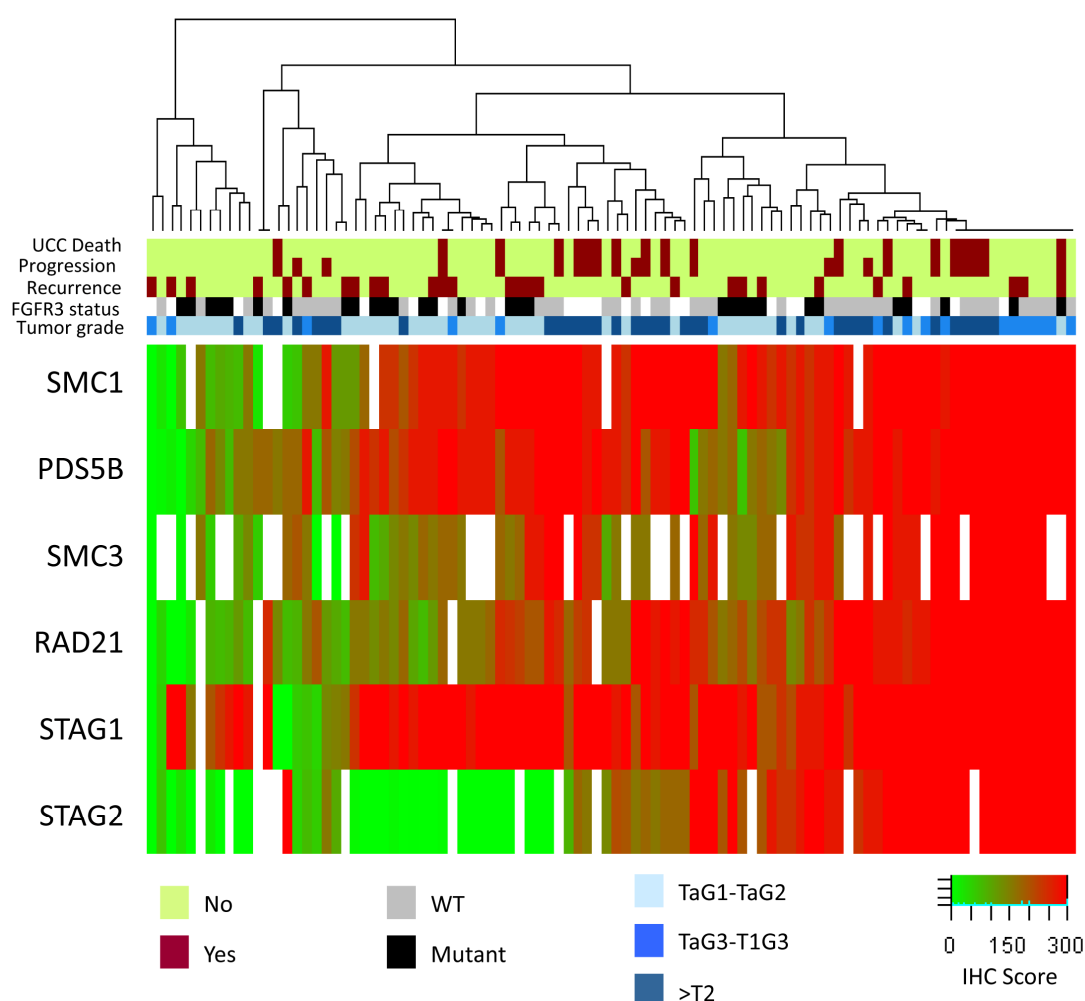 UCC Death
Progression
Recurrence
FGFR3 status
Tumor grade
SMC1
PDS5B
SMC3
RAD21
STAG1
STAG2
No
Yes
WT
Mutant
TaG1-TaG2
TaG3-T1G3
>T2
0 150 300
IHC Score